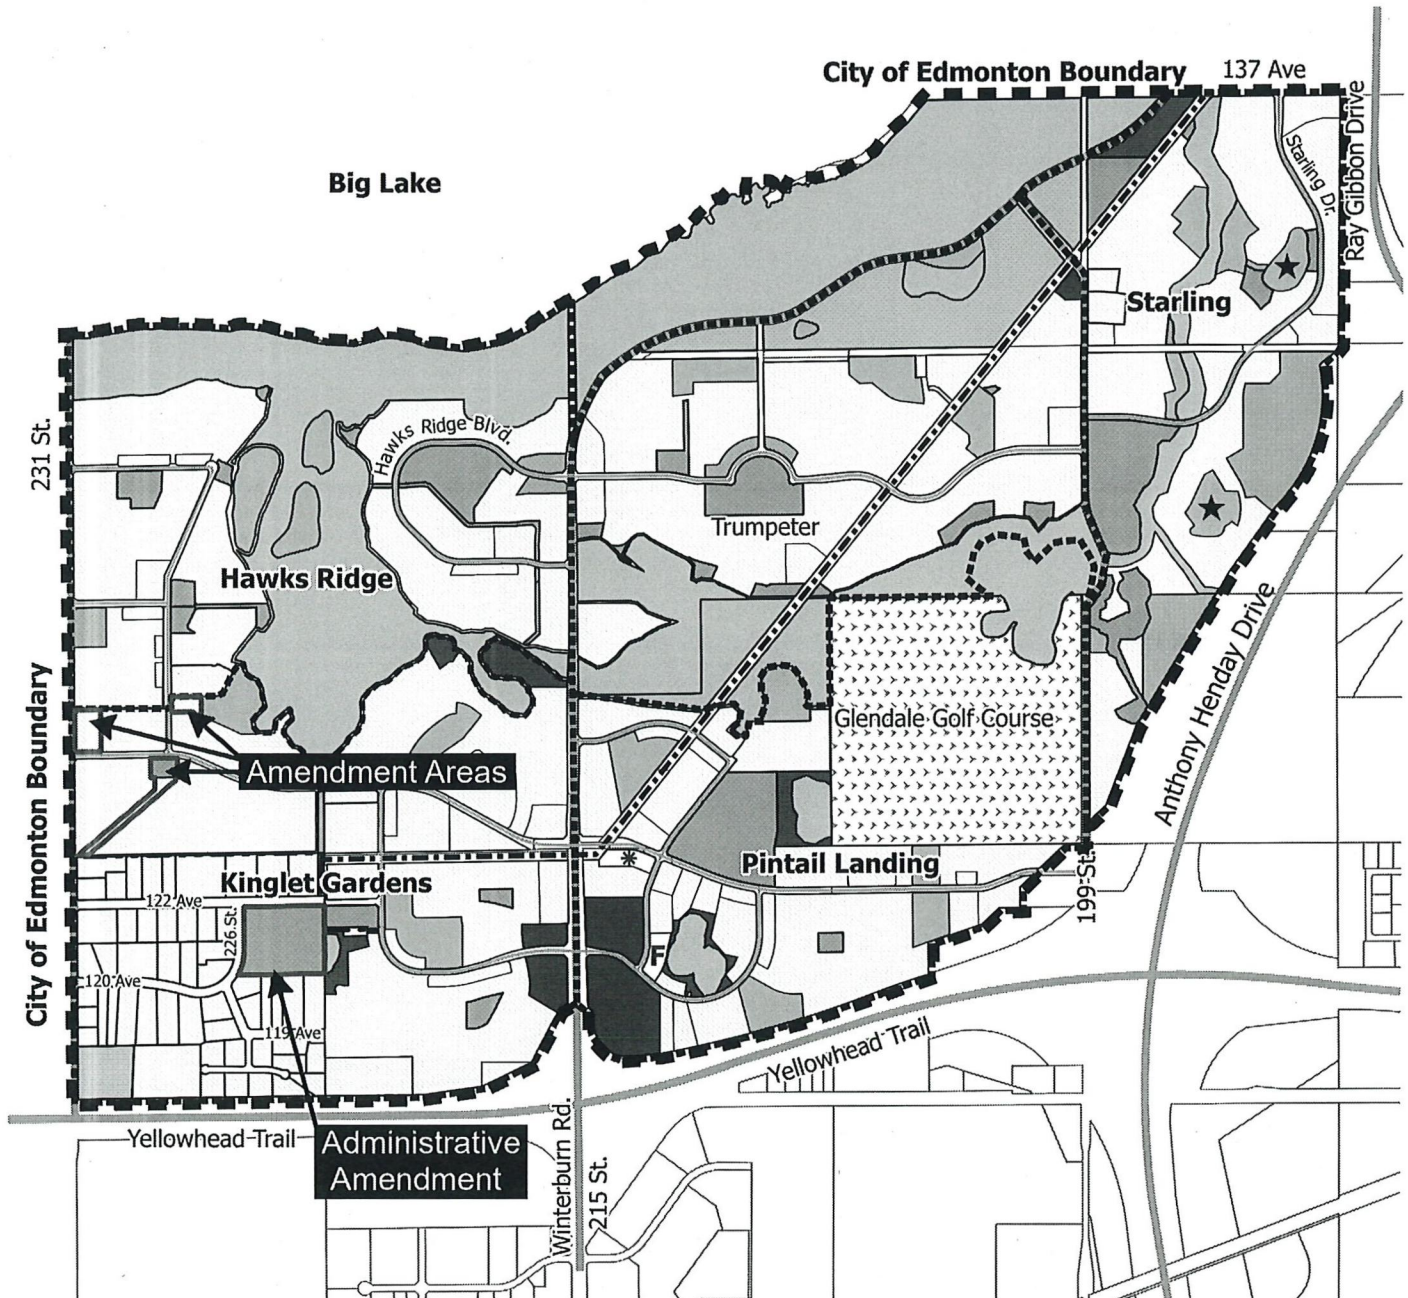 City of Edmonton Boundary
137 Ave
Ray Gibbon Drive
Starling Dr.
Big Lake
Starling
231 St.
Hawks Ridge Blvd.
Trumpeter
Hawks Ridge
City of Edmonton Boundary
Anthony Henday Drive
Glendale Golf Course
Amendment Areas
Pintail Landing
Kinglet Gardens
199 St.
122 Ave
226 St.
F
120 Ave
119 Ave
Yellowhead Trail
Yellowhead Trail
Administrative
Amendment
Winterburn Rd.
215 St.